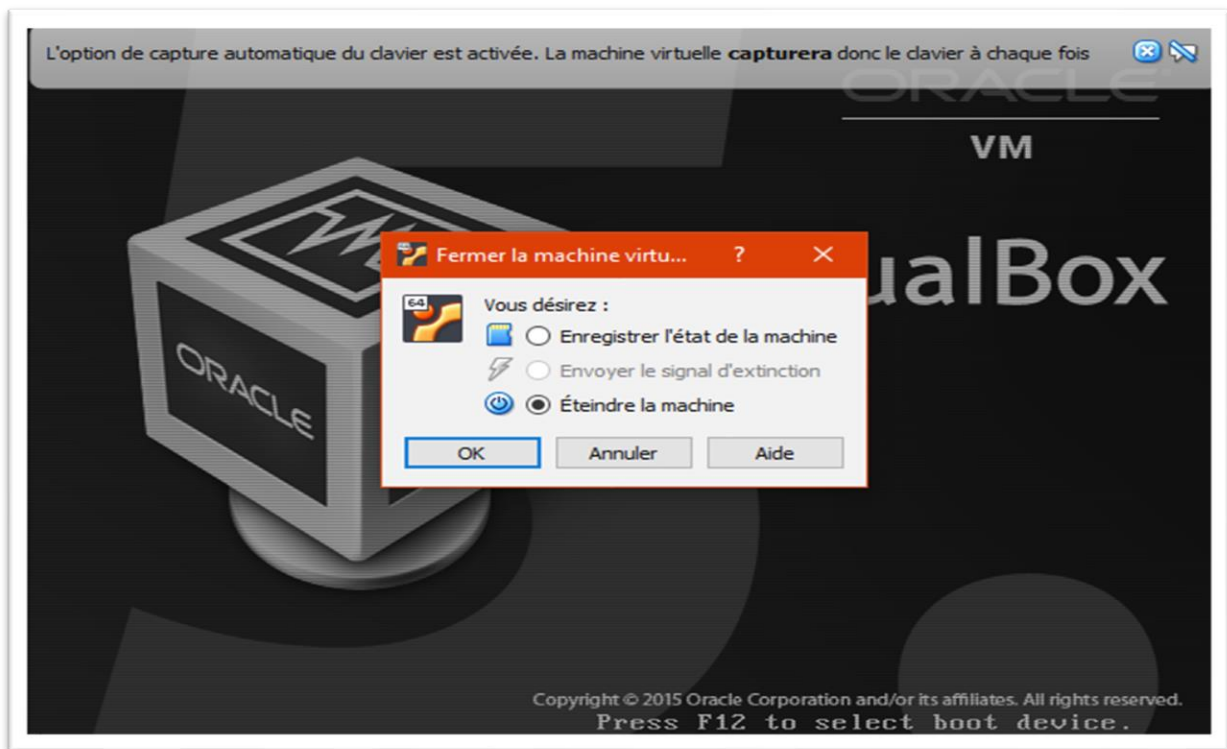 L'option de capture automatique du clavier est activée. La machine virtuelle capturera donc le clavier à chaque fois
ORACLE
VM
ualBox
Fermer la machine virtu... ?
64
Vous désirez :
Enregistrer l'état de la machine
Envoyer le signal d'extinction
Éteindre la machine
OK Annuler Aide
ORACLE
Copyright © 2015 Oracle Corporation and/or its affiliates. All rights reserved.
Press F12 to select boot device.